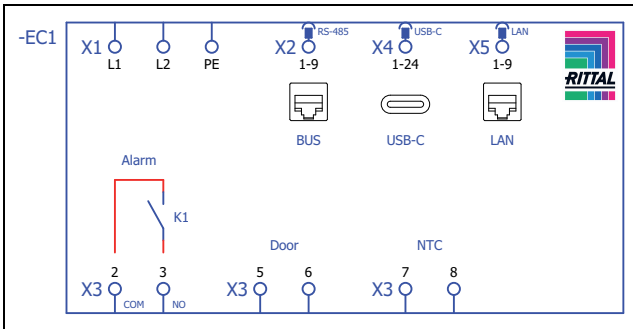 -EC1
X1 L1 L2 PE
X2 RS-485 1-9
X4 USB-C 1-24
X5 LAN 1-9
RITTAL
BUS USB-C LAN
Alarm
K1
Door NTC
X3 2 COM 3 NO
X3 5 6
X3 7 8